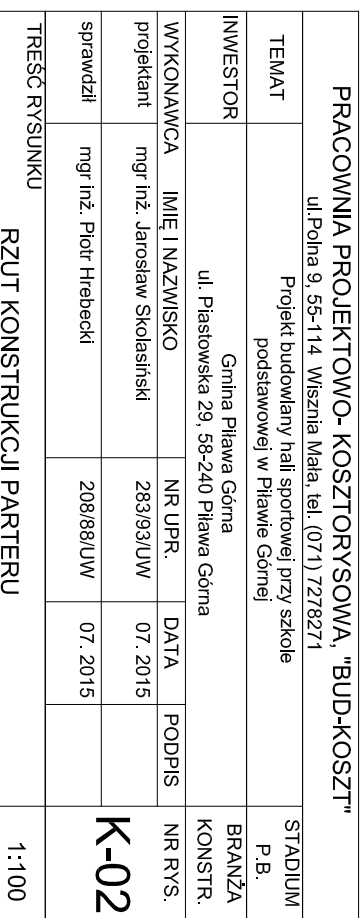 PRACOWNIA PROJEKTOWO- KOSZTORYSOWA, "BUD-KOSZT"
ul.Polna 9, 55-114 Wisznia Mała, tel. (071) 7278271
TEMAT
Projekt budowlany hali sportowej przy szkole
podstawowej w Piławie Górnej
STADIUM
P.B.
INWESTOR
Gmina Piława Górna
ul. Piastowska 29, 58-240 Piława Górna
BRANŻA
KONSTR.
WYKONAWCA IMIĘ I NAZWISKO NR UPR. DATA PODPIS NR RYS.
projektant mgr inż. Jarosław Skolasiński 283/93/UW 07. 2015
sprawdził mgr inż. Piotr Hrebecki 208/88/UW 07. 2015
K-02
TREŚĆ RYSUNKU
RZUT KONSTRUKCJI PARTERU
1:100